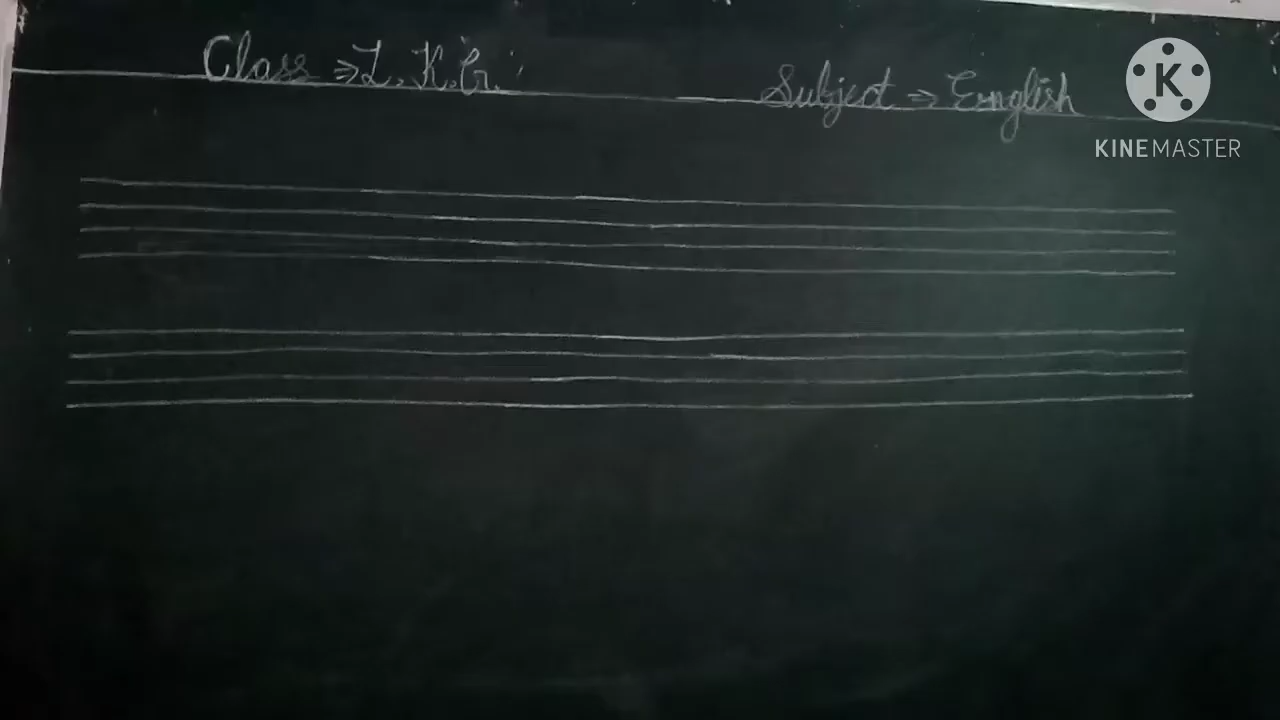 Class ⇒ L.K.G.
Subject ⇒ English
K
KINEMASTER